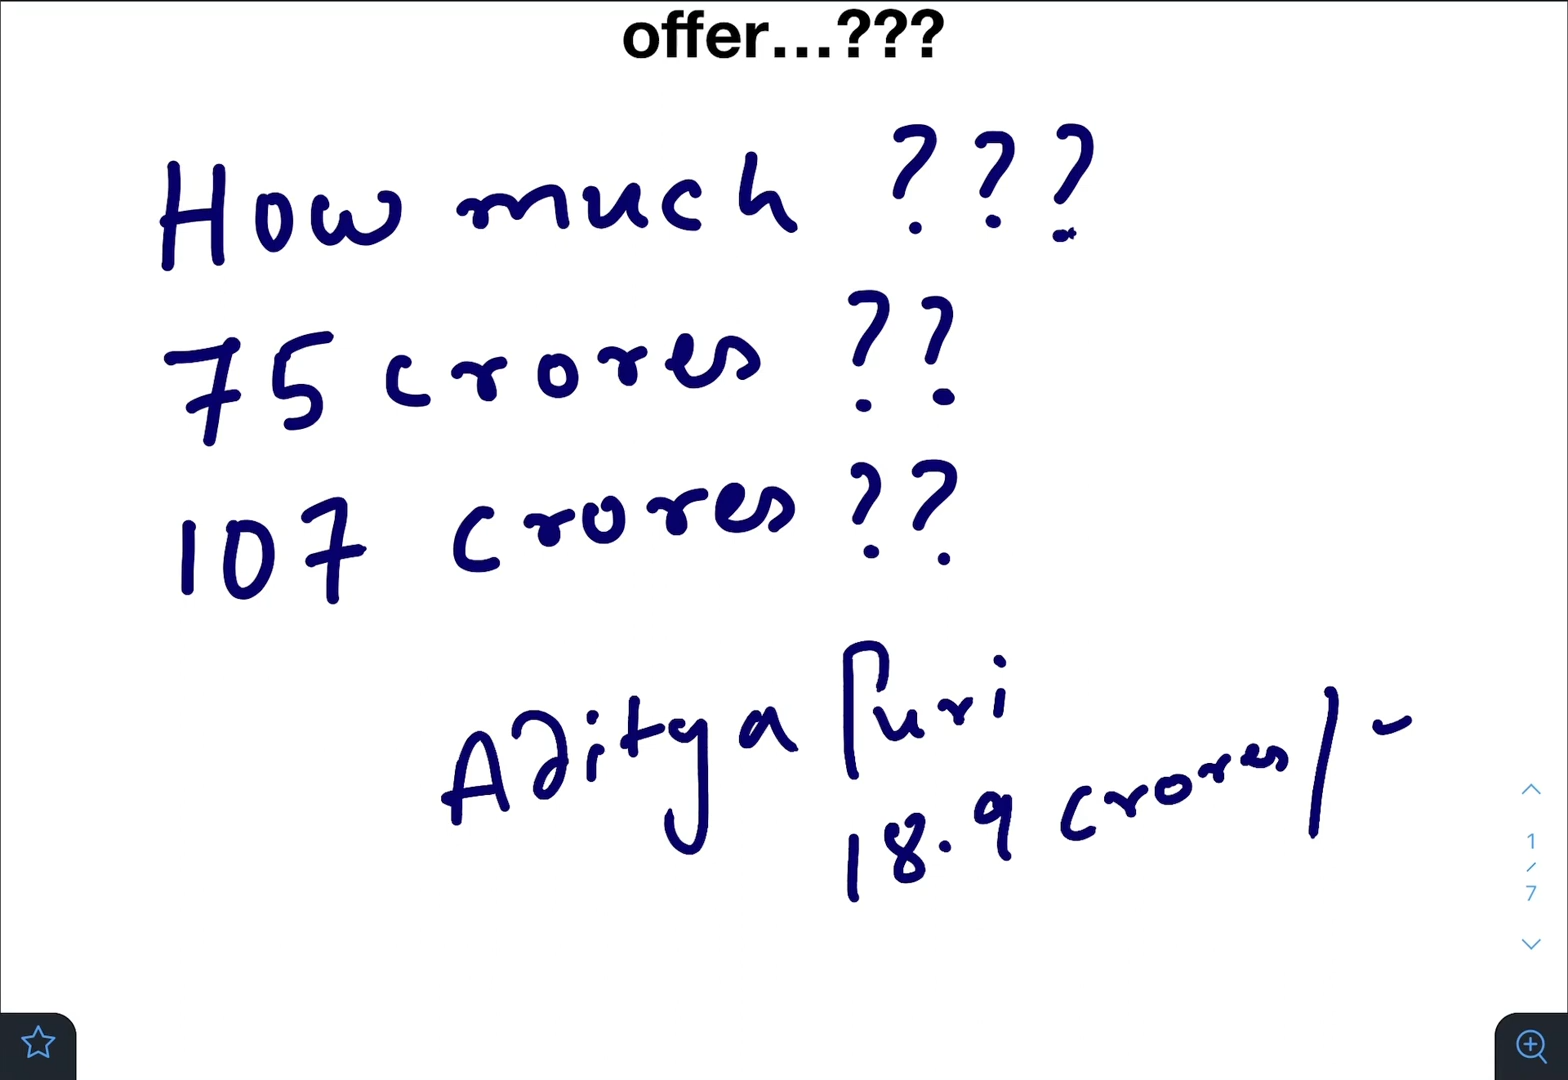 offer...???
How much ???
75 crores ??
107 crores ??
Aditya Puri
18.9 crores/-
1
/
7